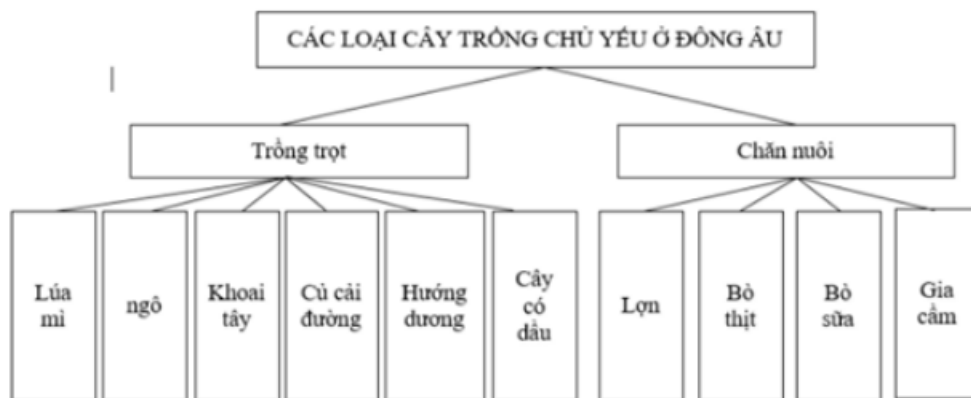 CÁC LOẠI CÂY TRỒNG CHỦ YẾU Ở ĐÔNG ÂU
Trồng trọt
Chăn nuôi
Lúa
mì
ngô
Khoai
tây
Củ cải
đường
Hướng
dương
Cây
có
dầu
Lợn
Bò
thịt
Bò
sữa
Gia
cầm